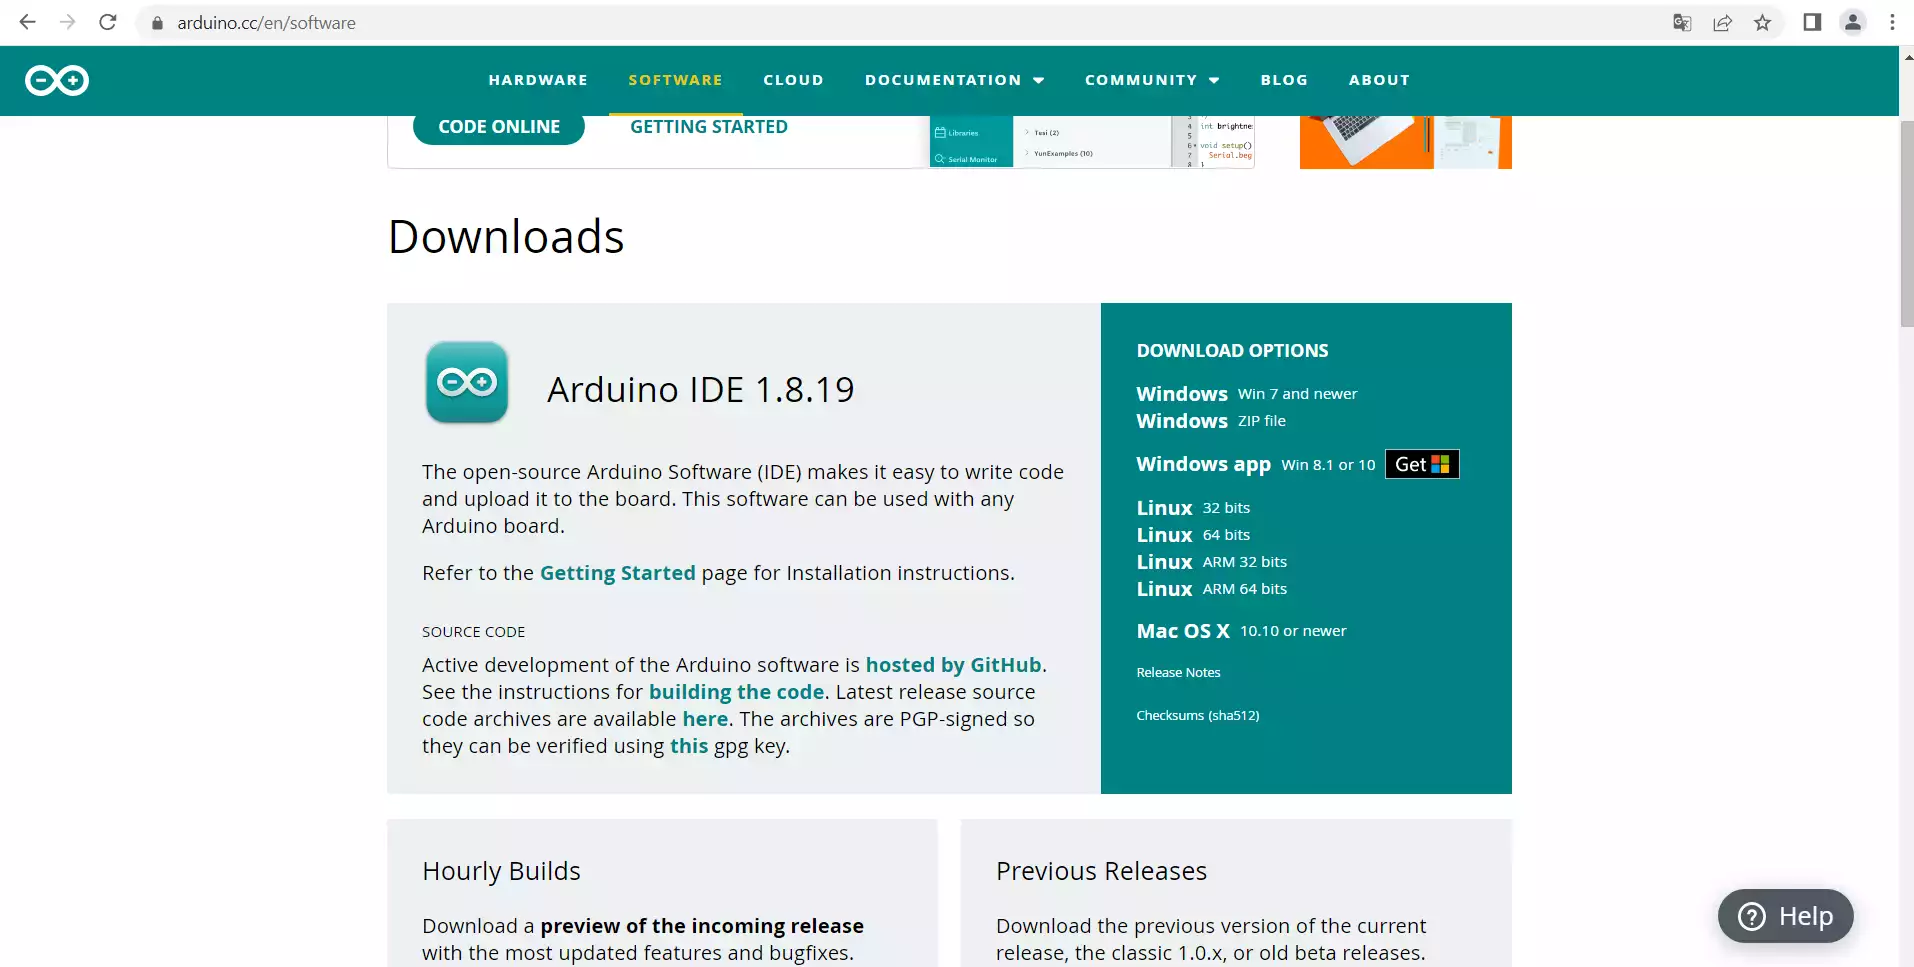 arduino.cc/en/software
HARDWARE SOFTWARE CLOUD DOCUMENTATION COMMUNITY BLOG ABOUT
CODE ONLINE GETTING STARTED
Libraries
Serial Monitor
Tesi (2)
YunExamples (10)
4 int brightne
5
6 void setup()
7 Serial.beg
8 }
Downloads
Arduino IDE 1.8.19
The open-source Arduino Software (IDE) makes it easy to write code
and upload it to the board. This software can be used with any
Arduino board.
Refer to the Getting Started page for Installation instructions.
SOURCE CODE
Active development of the Arduino software is hosted by GitHub.
See the instructions for building the code. Latest release source
code archives are available here. The archives are PGP-signed so
they can be verified using this gpg key.
DOWNLOAD OPTIONS
Windows Win 7 and newer
Windows ZIP file
Windows app Win 8.1 or 10 Get
Linux 32 bits
Linux 64 bits
Linux ARM 32 bits
Linux ARM 64 bits
Mac OS X 10.10 or newer
Release Notes
Checksums (sha512)
Hourly Builds
Download a preview of the incoming release
with the most updated features and bugfixes.
Previous Releases
Download the previous version of the current
release, the classic 1.0.x, or old beta releases.
Help